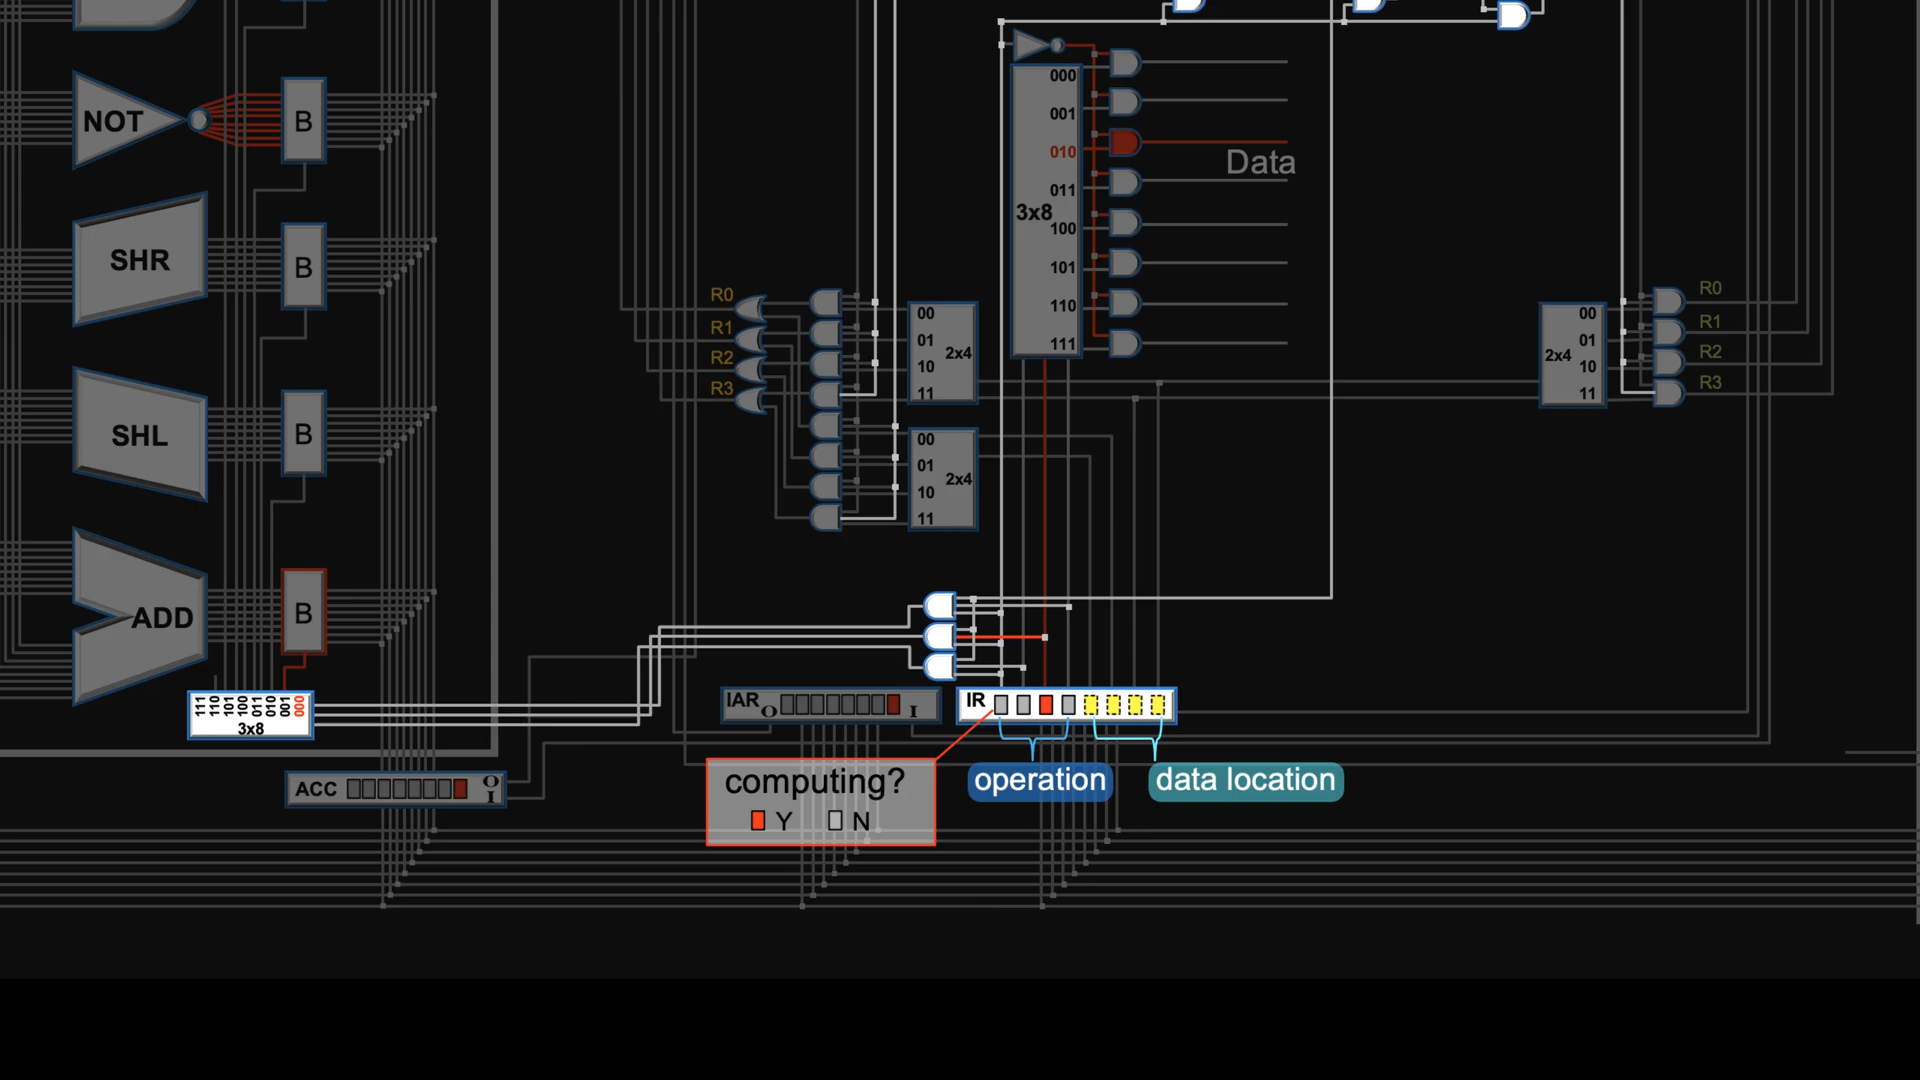 NOT
B
SHR
B
SHL
B
ADD
B
111
110
101
100
011
010
001
000
3x8
ACC
O
I
R0
R1
R2
R3
00
01
10
11
2x4
00
01
10
11
2x4
000
001
010
011
100
101
110
111
3x8
Data
00
01
10
11
2x4
R0
R1
R2
R3
IAR
O
I
IR
computing?
Y N
operation
data location